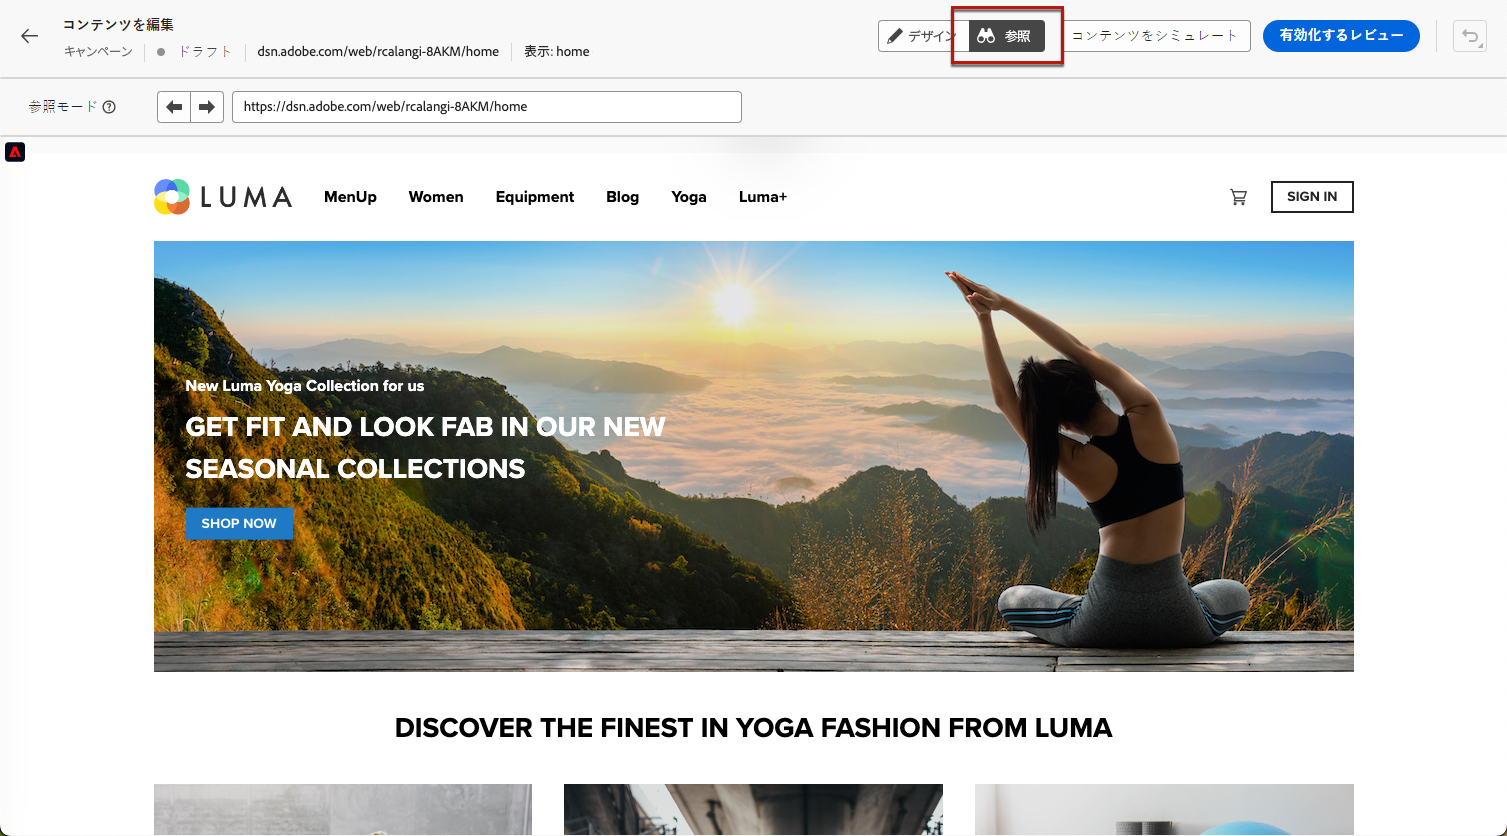 コンテンツを編集
キャンペーン ドラフト dsn.adobe.com/web/rcalangi-8AKM/home 表示: home
デザイン 参照 コンテンツをシミュレート 有効化するレビュー
参照モード https://dsn.adobe.com/web/rcalangi-8AKM/home
LUMA MenUp Women Equipment Blog Yoga Luma+ SIGN IN
New Luma Yoga Collection for us
GET FIT AND LOOK FAB IN OUR NEW
SEASONAL COLLECTIONS
SHOP NOW
DISCOVER THE FINEST IN YOGA FASHION FROM LUMA